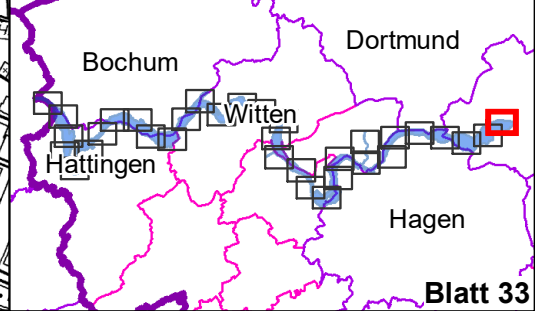 Dortmund
Bochum
Witten
Hattingen
Hagen
Blatt 33